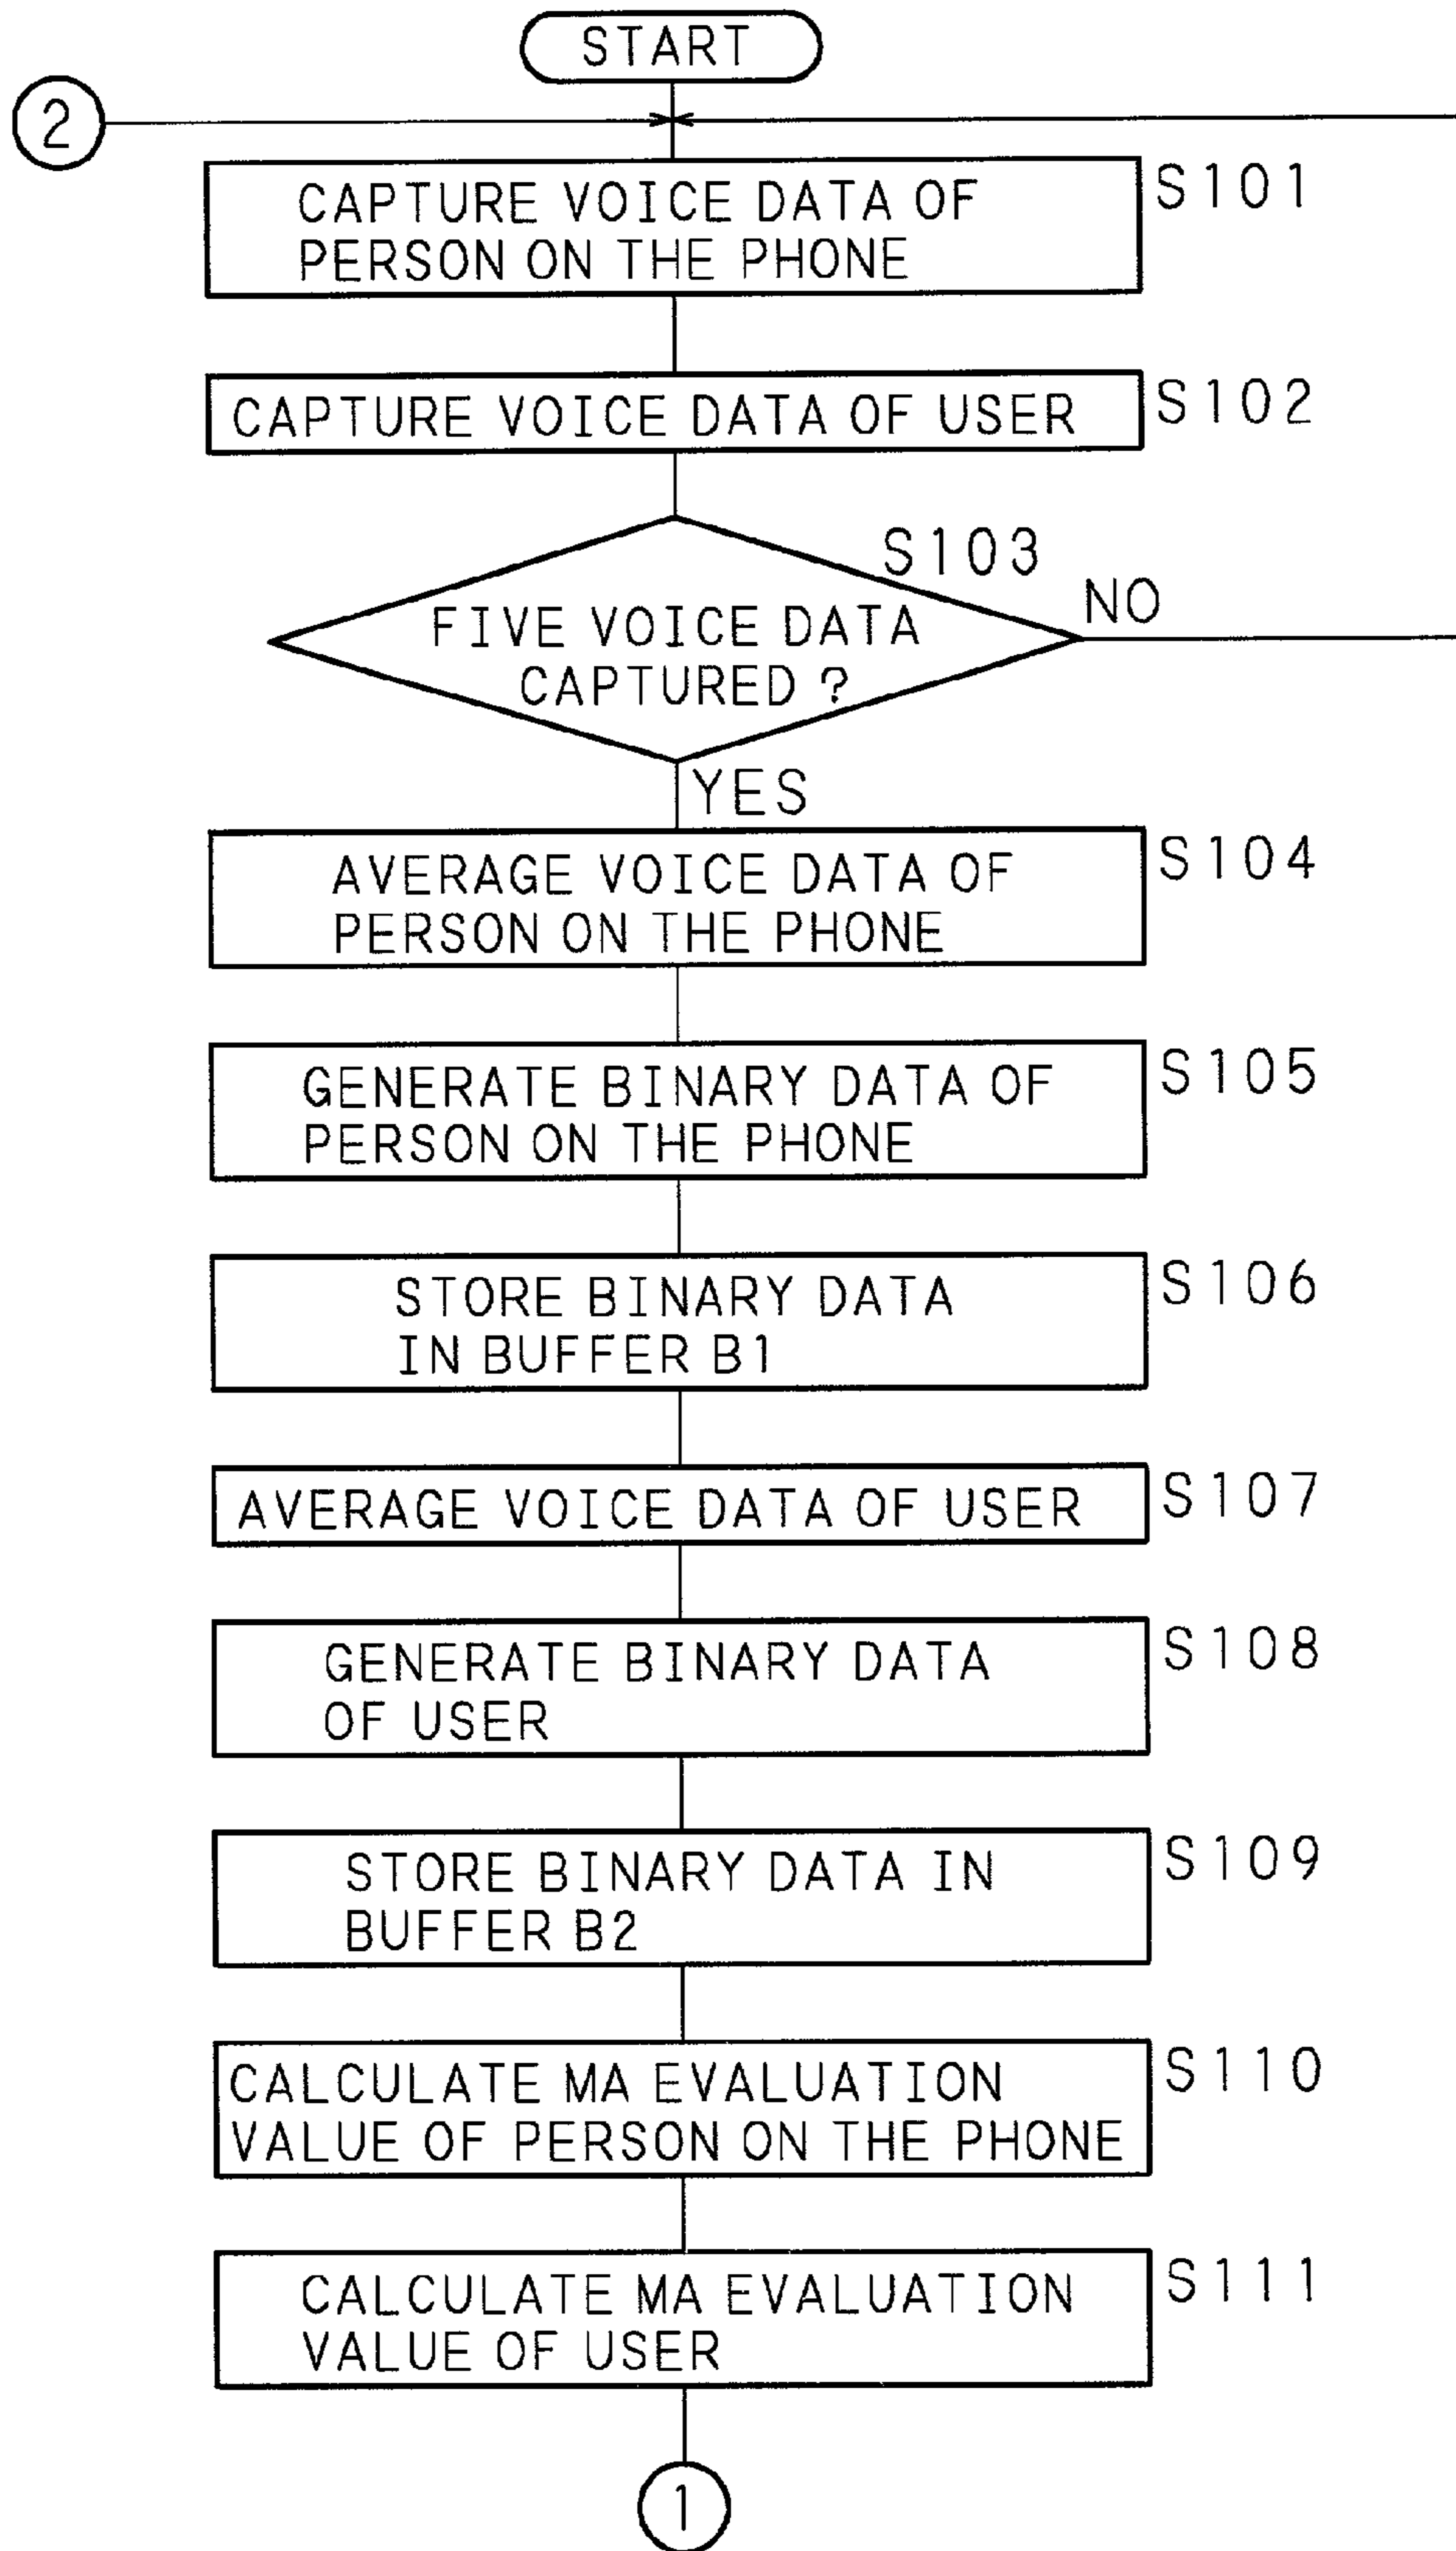 START
2
CAPTURE VOICE DATA OF
PERSON ON THE PHONE
S101
CAPTURE VOICE DATA OF USER
S102
S103
FIVE VOICE DATA
CAPTURED ?
NO
YES
AVERAGE VOICE DATA OF
PERSON ON THE PHONE
S104
GENERATE BINARY DATA OF
PERSON ON THE PHONE
S105
STORE BINARY DATA
IN BUFFER B1
S106
AVERAGE VOICE DATA OF USER
S107
GENERATE BINARY DATA
OF USER
S108
STORE BINARY DATA IN
BUFFER B2
S109
CALCULATE MA EVALUATION
VALUE OF PERSON ON THE PHONE
S110
CALCULATE MA EVALUATION
VALUE OF USER
S111
1